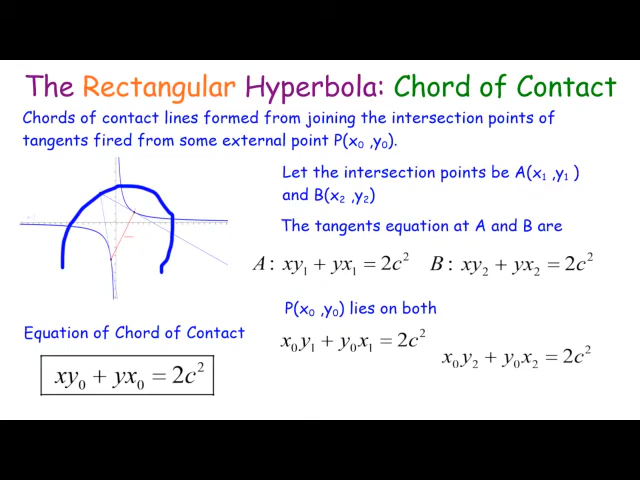 The Rectangular Hyperbola: Chord of Contact
Chords of contact lines formed from joining the intersection points of
tangents fired from some external point P(x₀ ,y₀).
Let the intersection points be A(x₁ ,y₁ )
and B(x₂ ,y₂)
The tangents equation at A and B are
A: xy₁ + yx₁ = 2c² B: xy₂ + yx₂ = 2c²
P(x₀ ,y₀) lies on both
x₀y₁ + y₀x₁ = 2c²
x₀y₂ + y₀x₂ = 2c²
Equation of Chord of Contact
xy₀ + yx₀ = 2c²